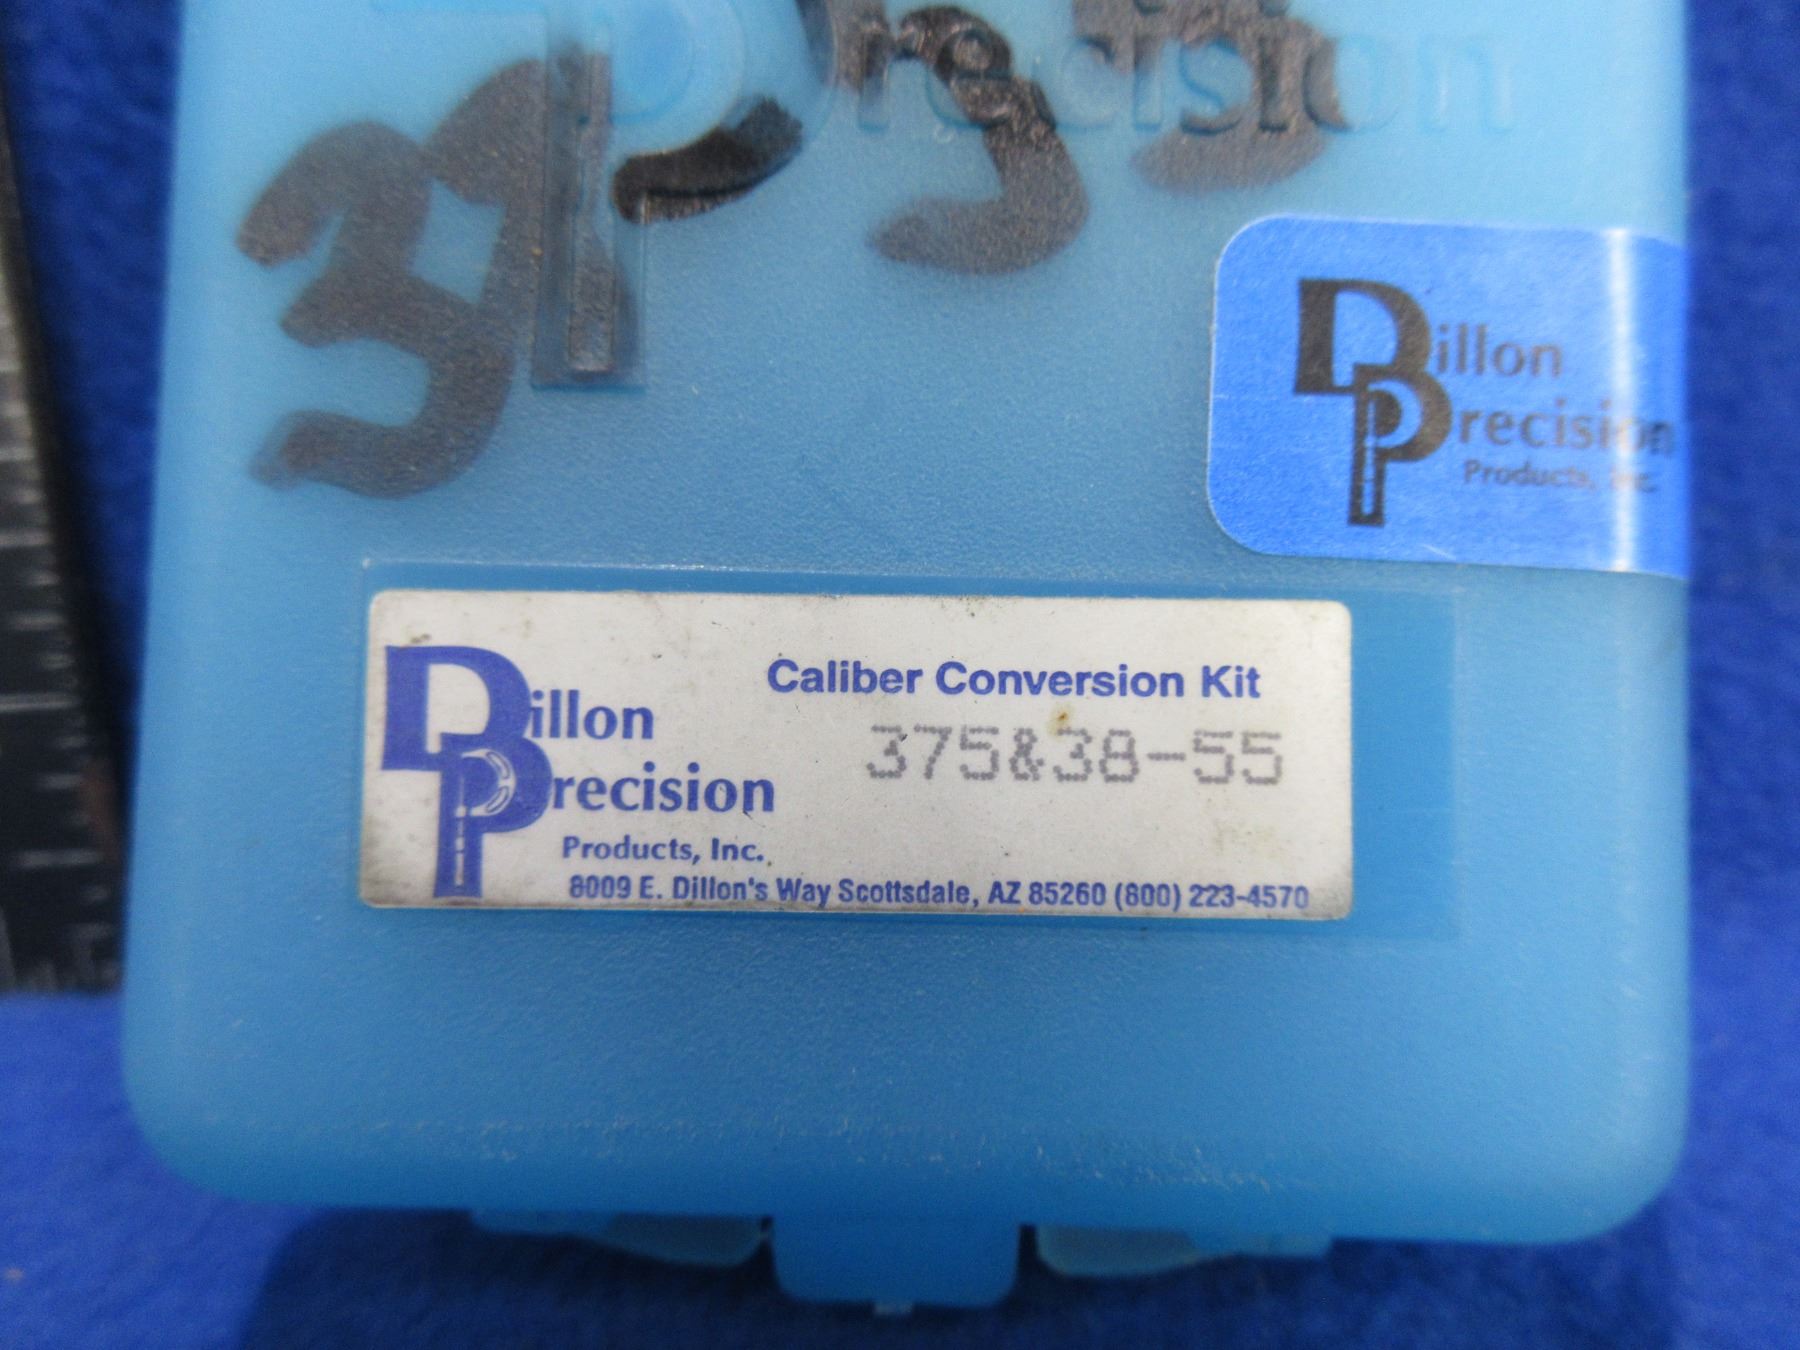 Precision
Dillon
Precision
Products, Inc.
Caliber Conversion Kit
375&38-55
Dillon
Precision
Products, Inc.
8009 E. Dillon's Way Scottsdale, AZ 85260 (800) 223-4570